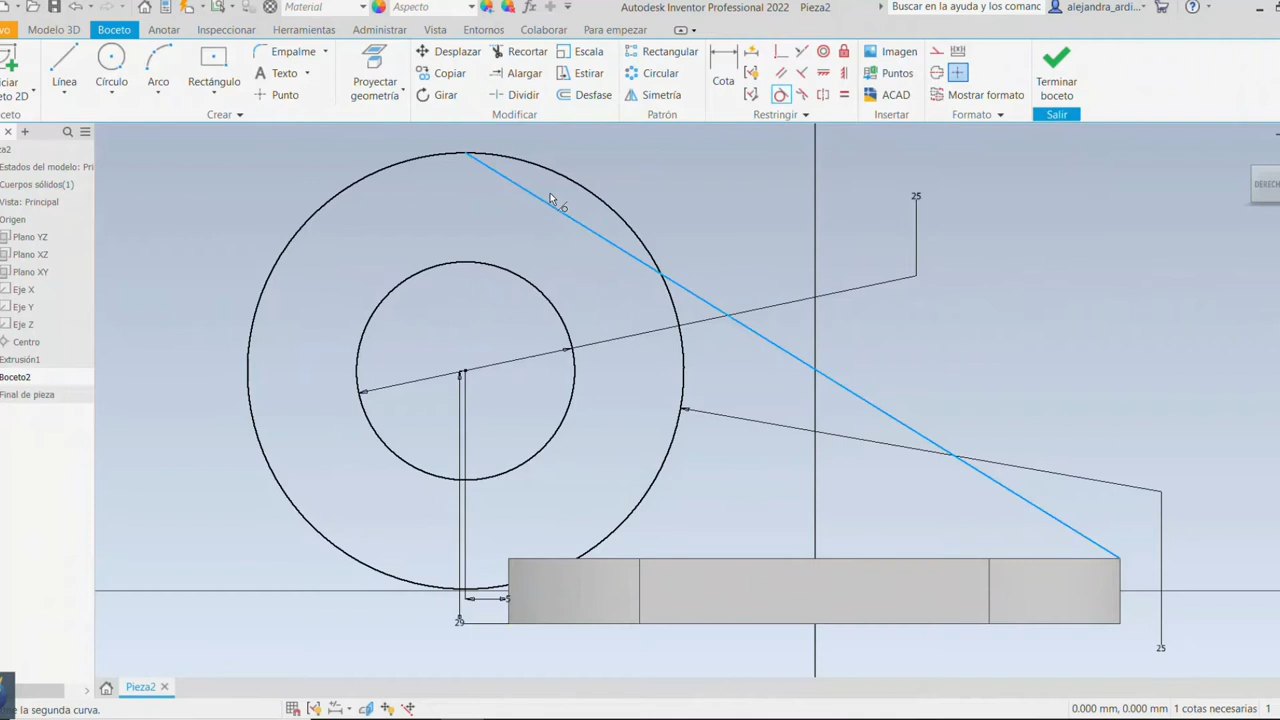 Material
Aspecto
fx
Autodesk Inventor Professional 2022 Pieza2
Buscar en la ayuda y los comanc
alejandra_ardi...
Modelo 3D
Boceto
Anotar
Inspeccionar
Herramientas
Administrar
Vista
Entornos
Colaborar
Para empezar
Línea
Círculo
Arco
Rectángulo
Empalme
Texto
Punto
Proyectar
geometría
Desplazar
Copiar
Girar
Recortar
Alargar
Dividir
Escala
Estirar
Desfase
Rectangular
Circular
Simetría
Cota
Imagen
Puntos
ACAD
Mostrar formato
Terminar
boceto
Crear
Modificar
Patrón
Restringir
Insertar
Formato
Salir
Estados del modelo: Pri
Cuerpos sólidos(1)
Vista: Principal
Origen
Plano YZ
Plano XZ
Plano XY
Eje X
Eje Y
Eje Z
Centro
Extrusión1
Boceto2
Final de pieza
25
DERECH
5
29
25
Pieza2
la segunda curva.
0.000 mm, 0.000 mm
1 cotas necesarias
1